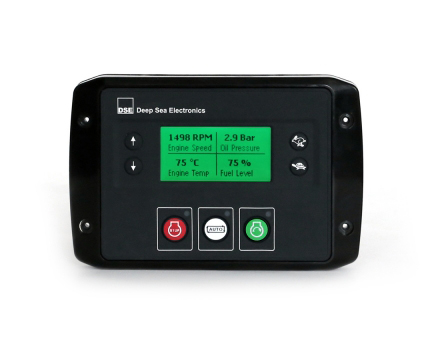 DSE Deep Sea Electronics
1498 RPM 2.9 Bar
Engine Speed Oil Pressure
75 °C 75 %
Engine Temp Fuel Level
STOP AUTO